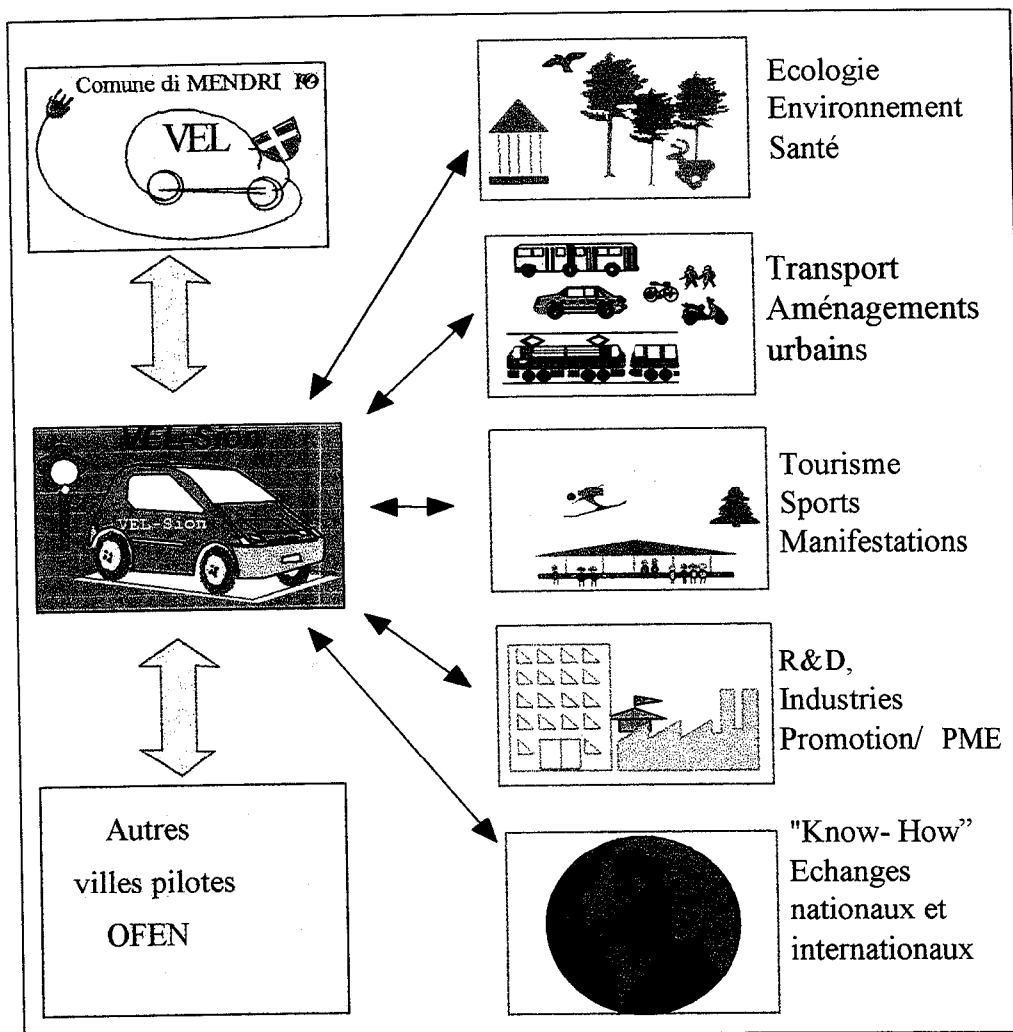 Comune di MENDRI
VEL
VEL-Sion
VEL-Sion
Autres
villes pilotes
OFEN
Ecologie
Environnement
Santé
Transport
Aménagements
urbains
Tourisme
Sports
Manifestations
R&D,
Industries
Promotion/ PME
"Know- How”
Echanges
nationaux et
internationaux